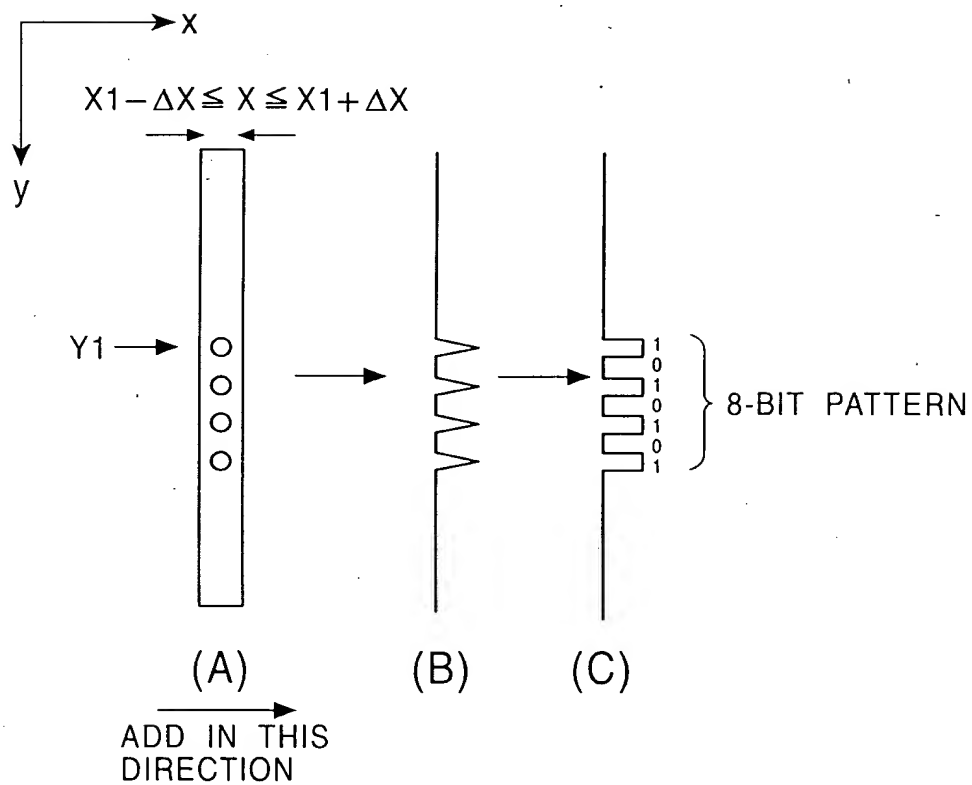 x
X1−ΔX≦ X ≦X1+ΔX
y
Y1
1
0
1
0
1
0
1
8-BIT PATTERN
(A) (B) (C)
ADD IN THIS
DIRECTION